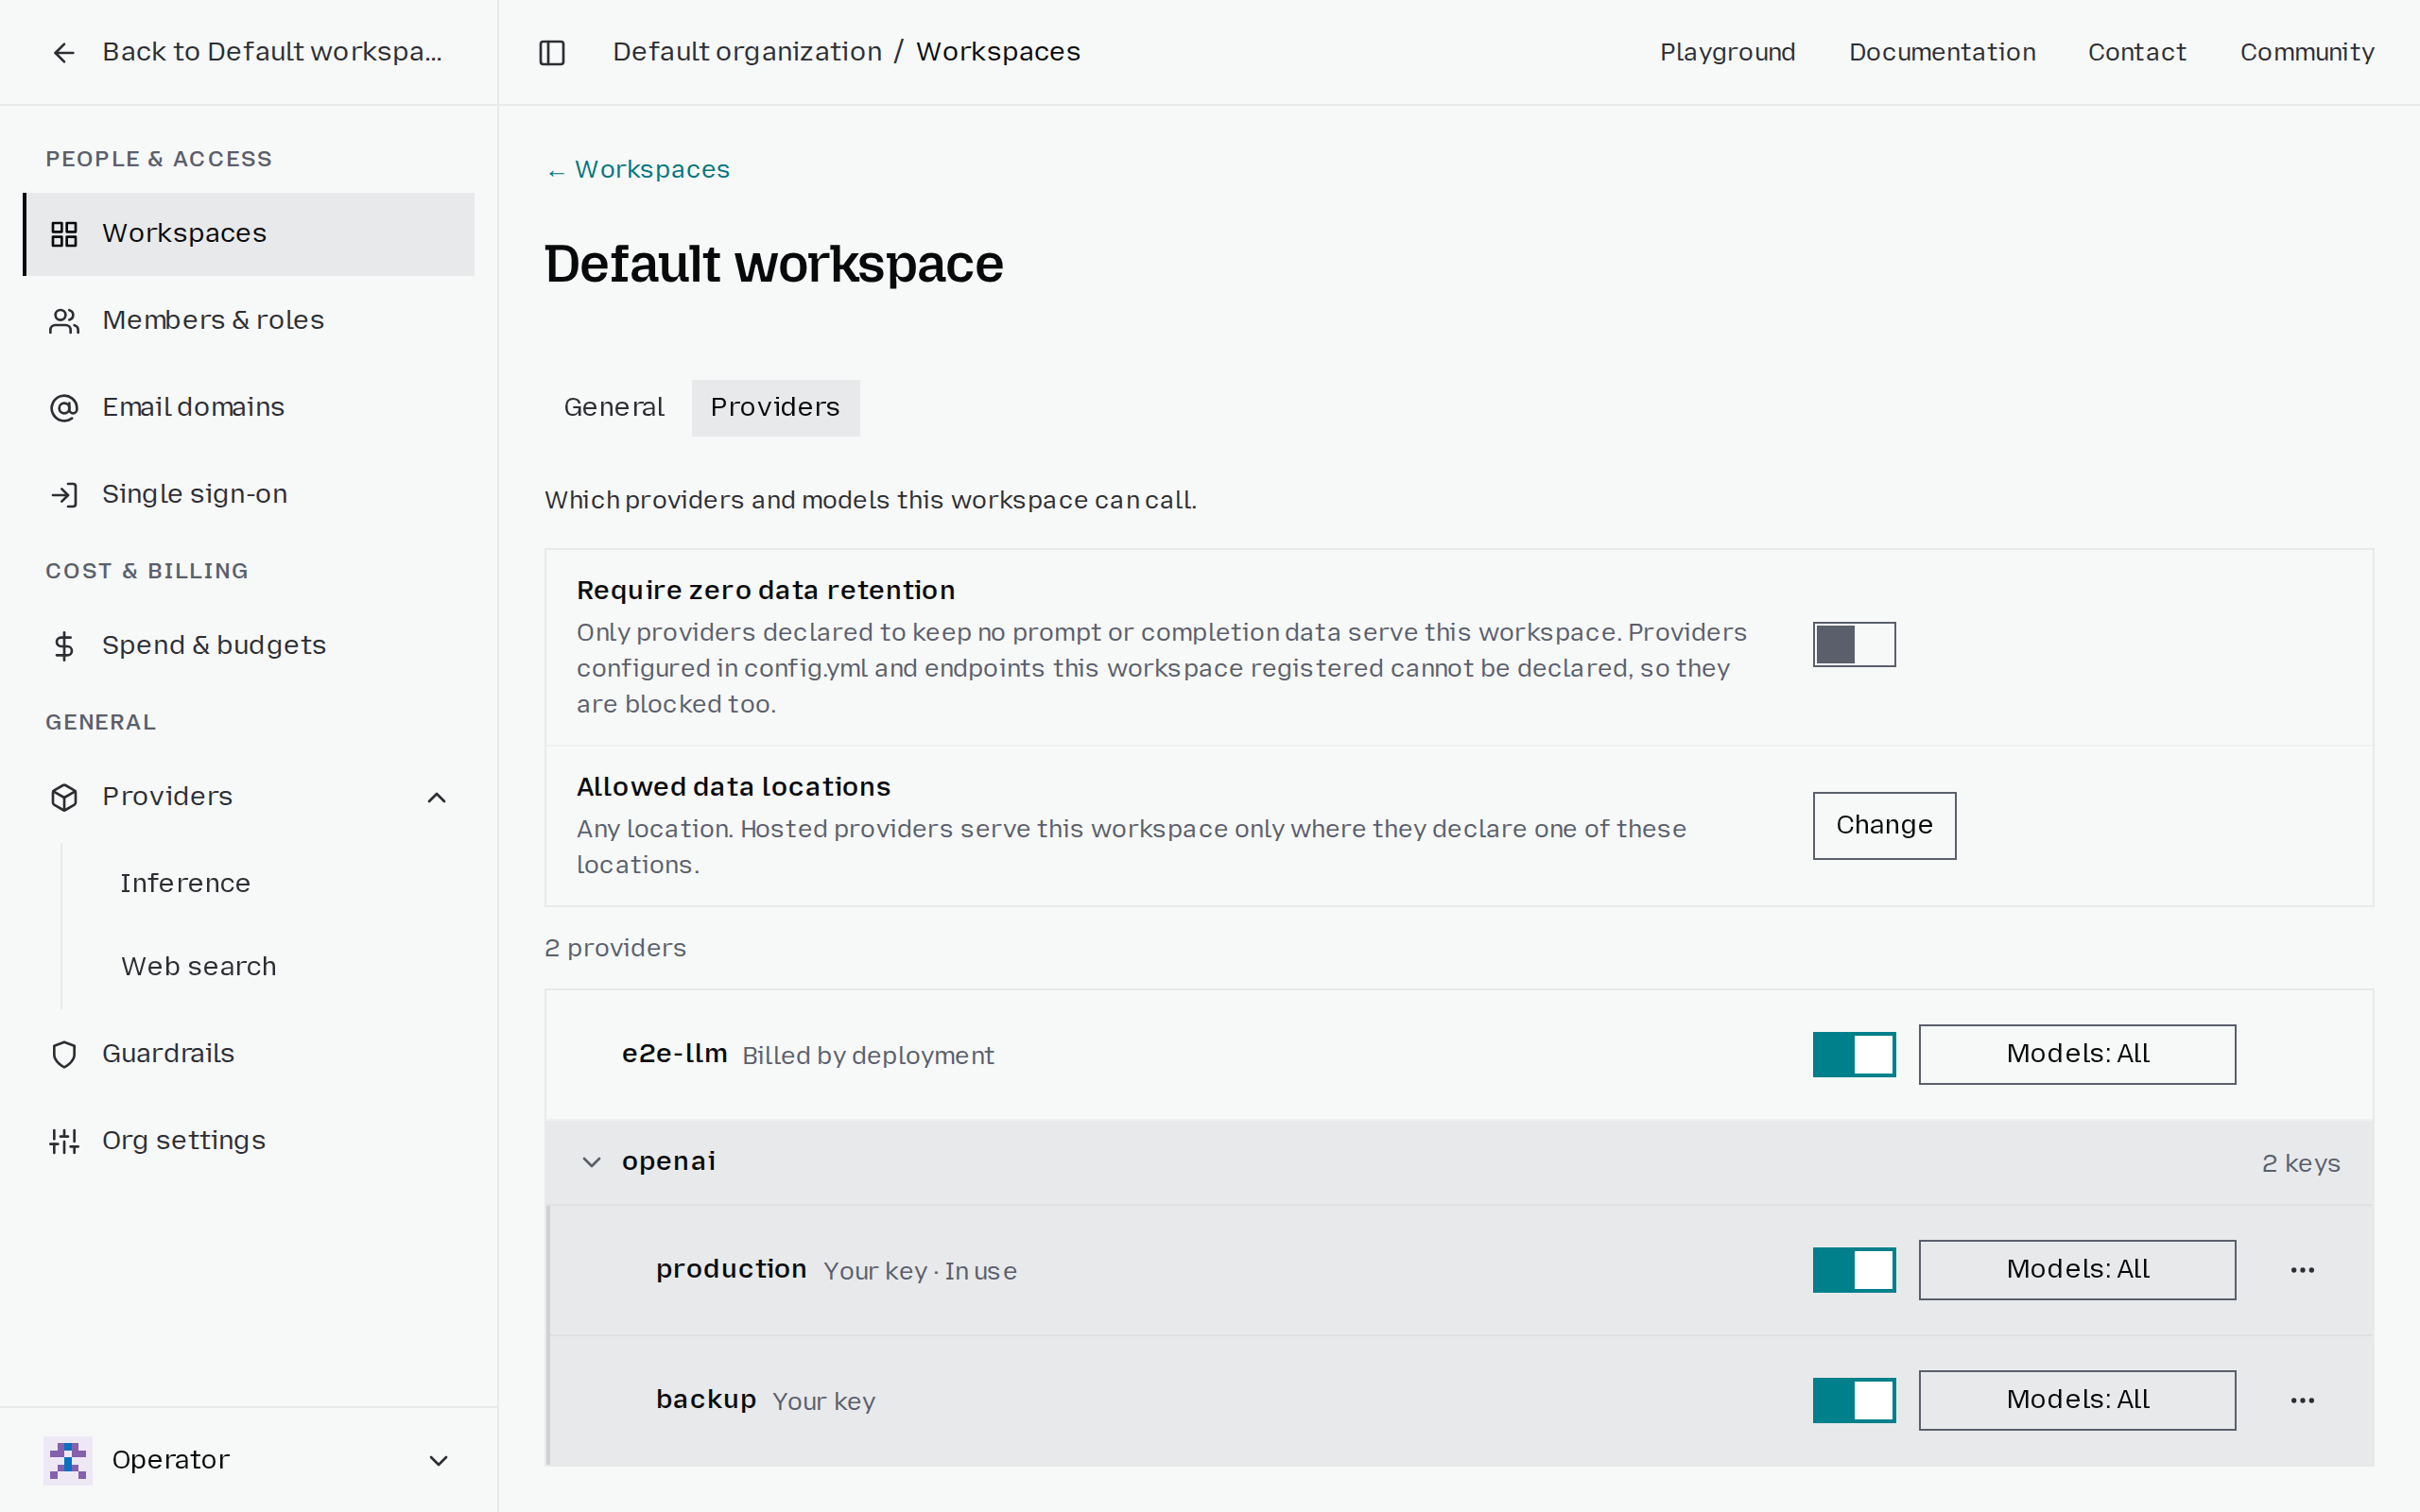 Back to Default workspa...
Default organization / Workspaces
Playground
Documentation
Contact
Community
PEOPLE & ACCESS
Workspaces
Members & roles
Email domains
Single sign-on
COST & BILLING
Spend & budgets
GENERAL
Providers
Inference
Web search
Guardrails
Org settings
Operator
← Workspaces
Default workspace
General
Providers
Which providers and models this workspace can call.
Require zero data retention
Only providers declared to keep no prompt or completion data serve this workspace. Providers
configured in config.yml and endpoints this workspace registered cannot be declared, so they
are blocked too.
Allowed data locations
Any location. Hosted providers serve this workspace only where they declare one of these
locations.
Change
2 providers
e2e-llm Billed by deployment
Models: All
openai
2 keys
production Your key · In use
Models: All
backup Your key
Models: All